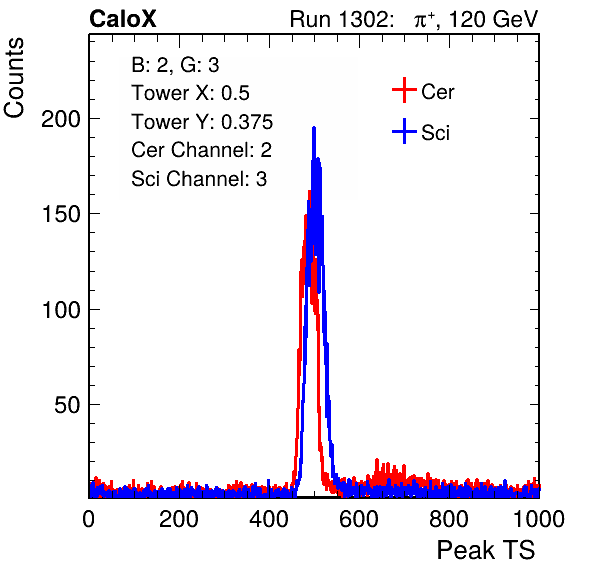 CaloX
Run 1302: π⁺, 120 GeV
Counts
B: 2, G: 3
Tower X: 0.5
Tower Y: 0.375
Cer Channel: 2
Sci Channel: 3
Cer
Sci
200
150
100
50
0 200 400 600 800 1000
Peak TS